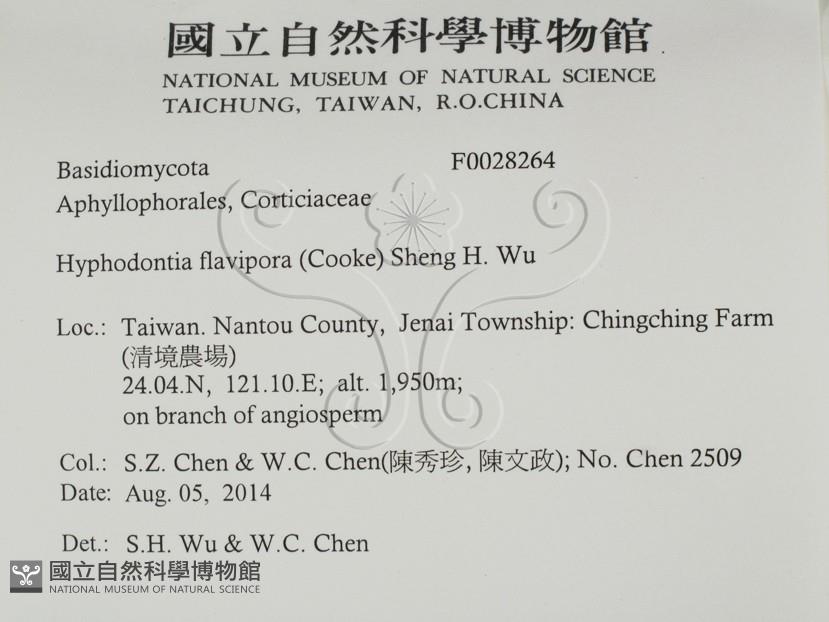 國立自然科學博物館
NATIONAL MUSEUM OF NATURAL SCIENCE
TAICHUNG, TAIWAN, R.O.CHINA
Basidiomycota F0028264
Aphyllophorales, Corticiaceae
Hyphodontia flavipora (Cooke) Sheng H. Wu
Loc.: Taiwan. Nantou County, Jenai Township: Chingching Farm
(清境農場)
24.04.N, 121.10.E; alt. 1,950m;
on branch of angiosperm
Col.: S.Z. Chen & W.C. Chen(陳秀珍, 陳文政); No. Chen 2509
Date: Aug. 05, 2014
Det.: S.H. Wu & W.C. Chen
國立自然科學博物館
NATIONAL MUSEUM OF NATURAL SCIENCE